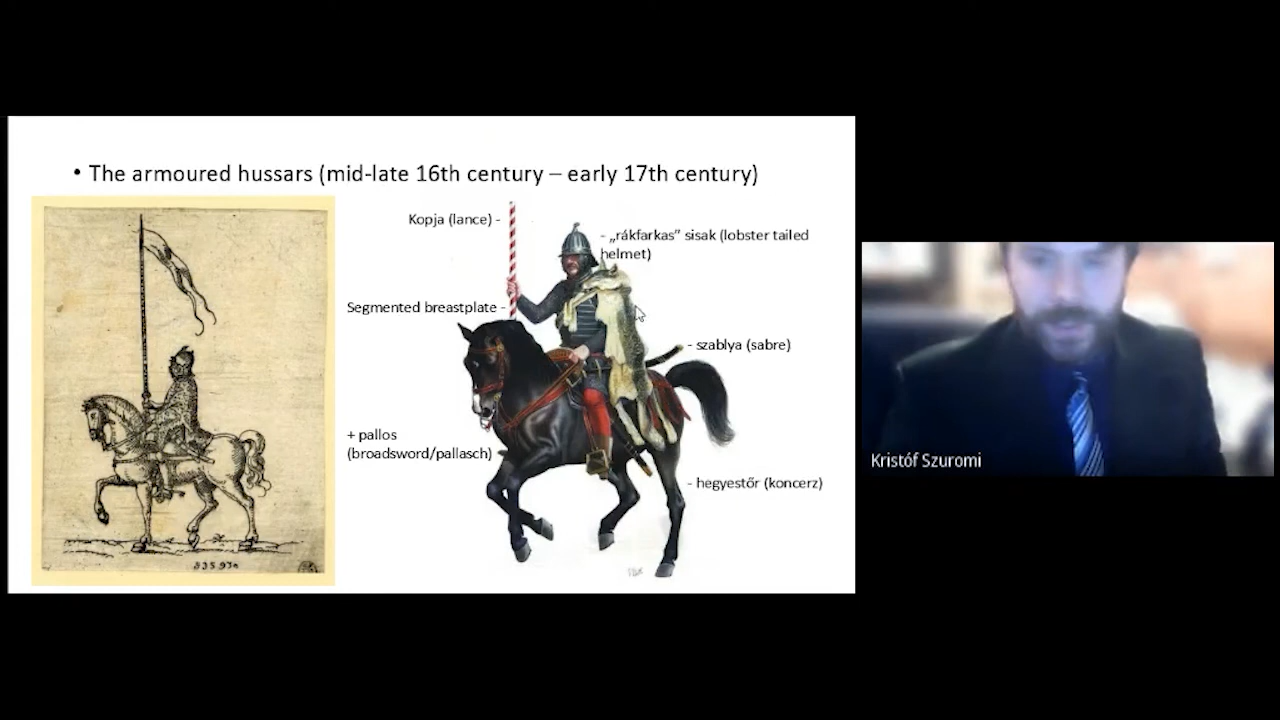 • The armoured hussars (mid-late 16th century – early 17th century)
Kopja (lance) -
- „rákfarkas” sisak (lobster tailed
helmet)
Segmented breastplate -
- szablya (sabre)
+ pallos
(broadsword/pallasch)
- hegyestőr (koncerz)
Kristóf Szuromi